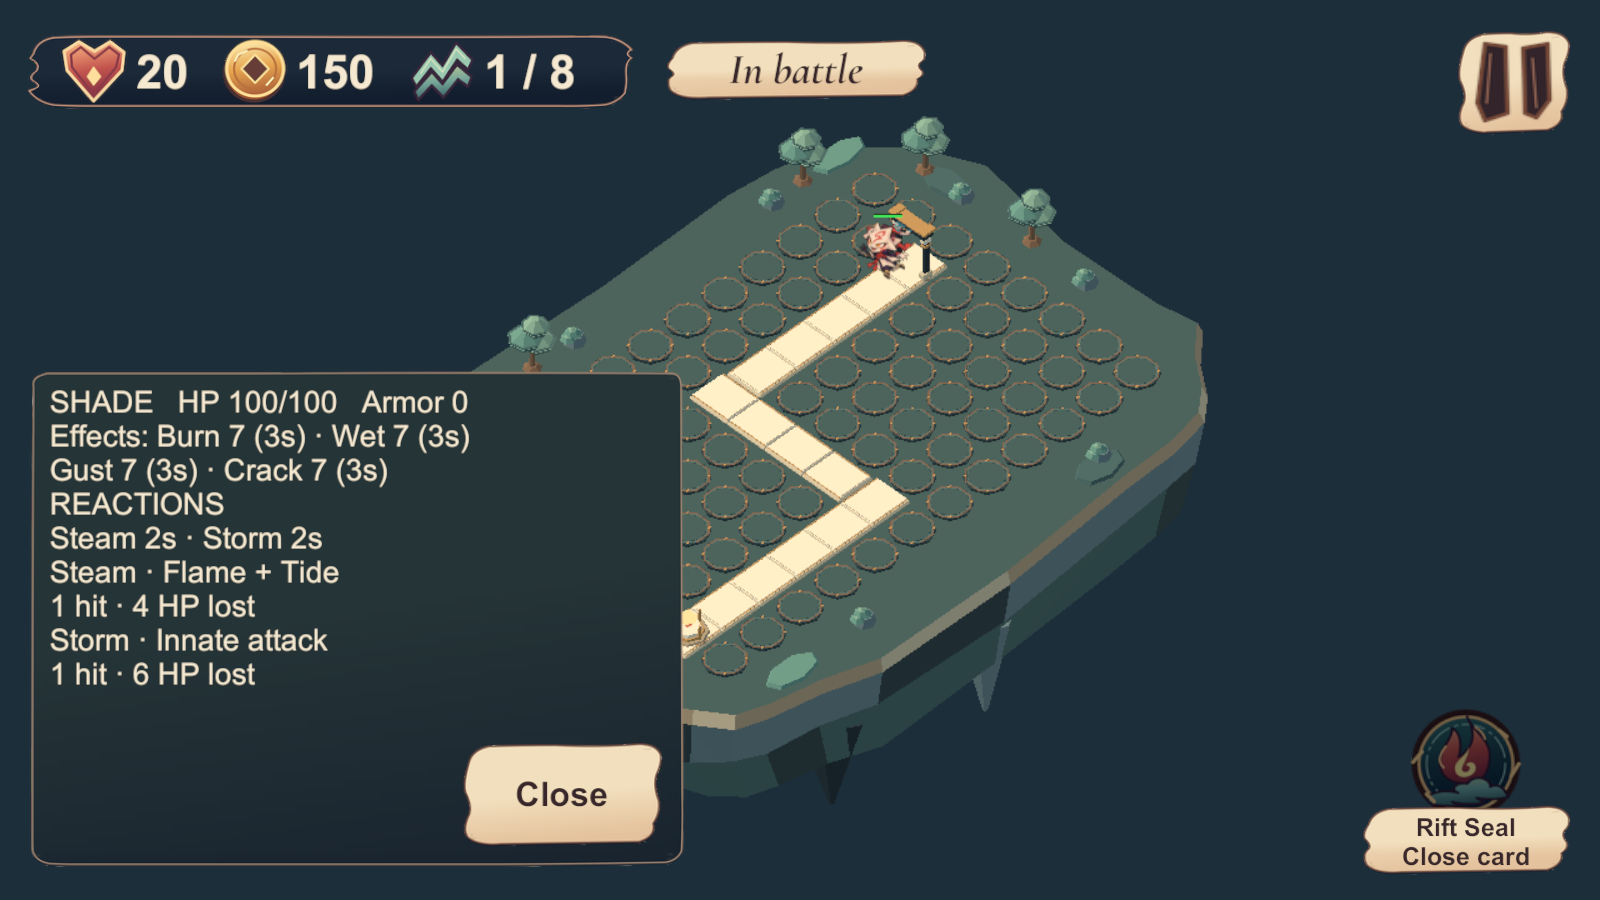 20 150 1 / 8
In battle
SHADE HP 100/100 Armor 0
Effects: Burn 7 (3s) · Wet 7 (3s)
Gust 7 (3s) · Crack 7 (3s)
REACTIONS
Steam 2s · Storm 2s
Steam · Flame + Tide
1 hit · 4 HP lost
Storm · Innate attack
1 hit · 6 HP lost
Close
Rift Seal
Close card